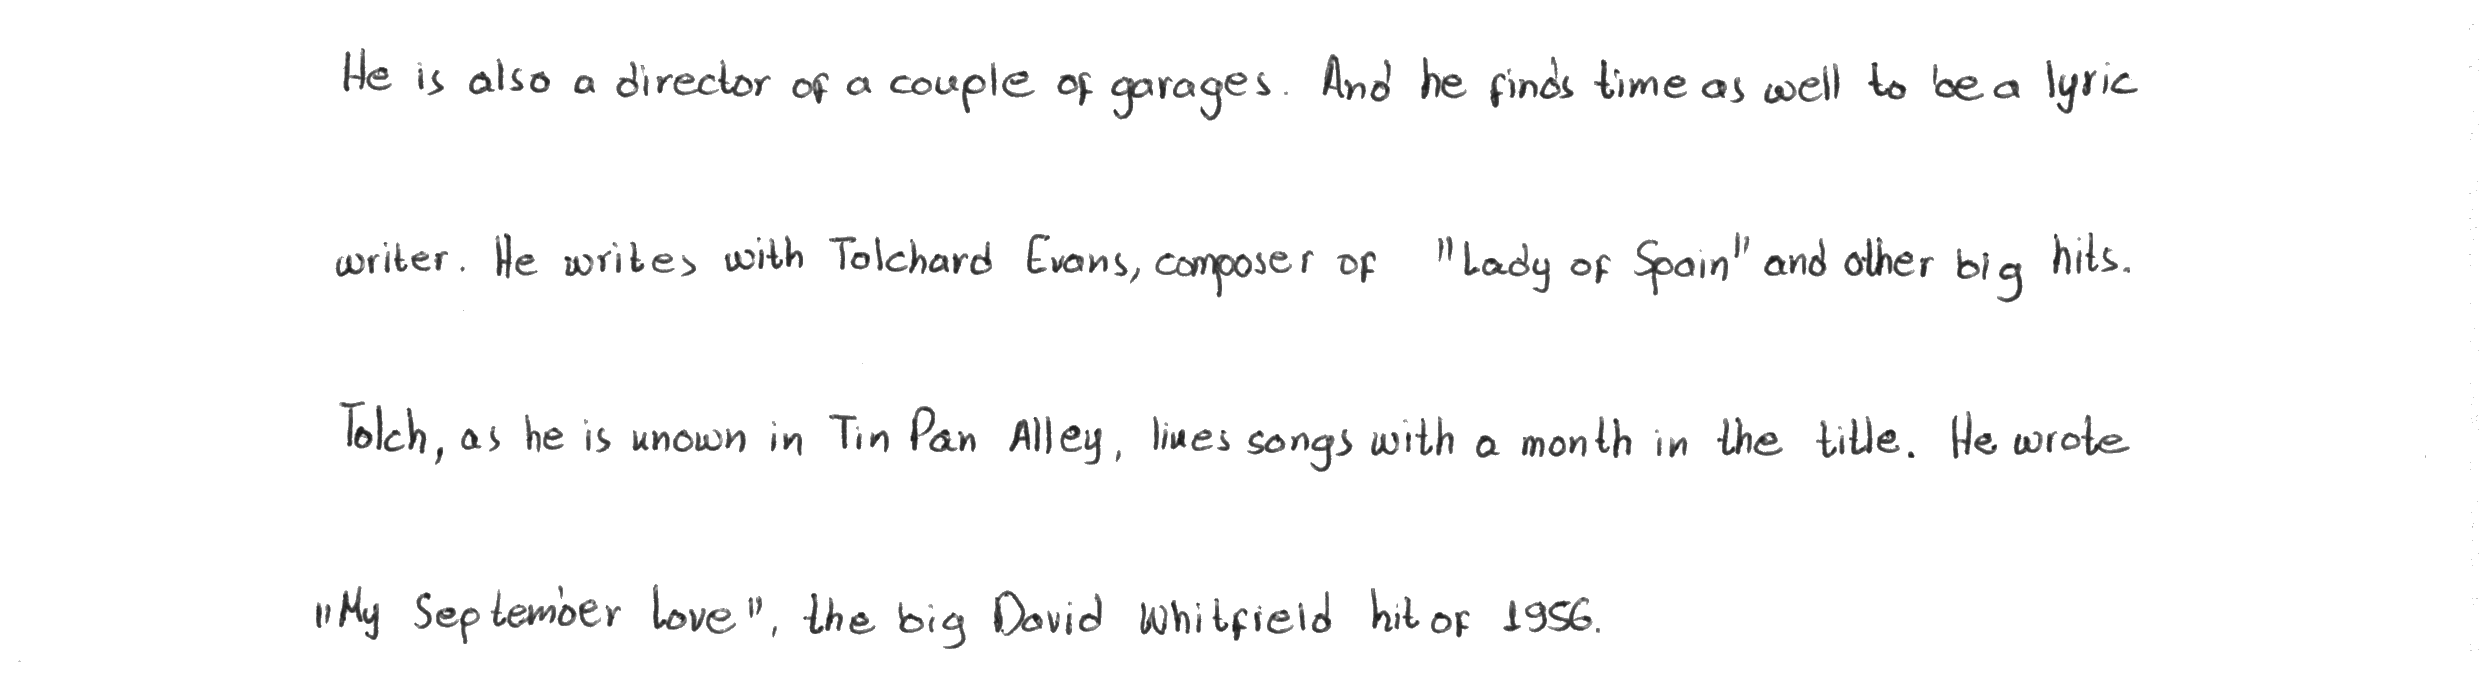 He is also a director of a couple of garages. And he finds time as well to be a lyric
writer. He writes with Tolchard Evans, composer of "Lady of Spain" and other big hits.
Tolch, as he is known in Tin Pan Alley, likes songs with a month in the title. He wrote
"My September Love", the big David Whitfield hit of 1956.